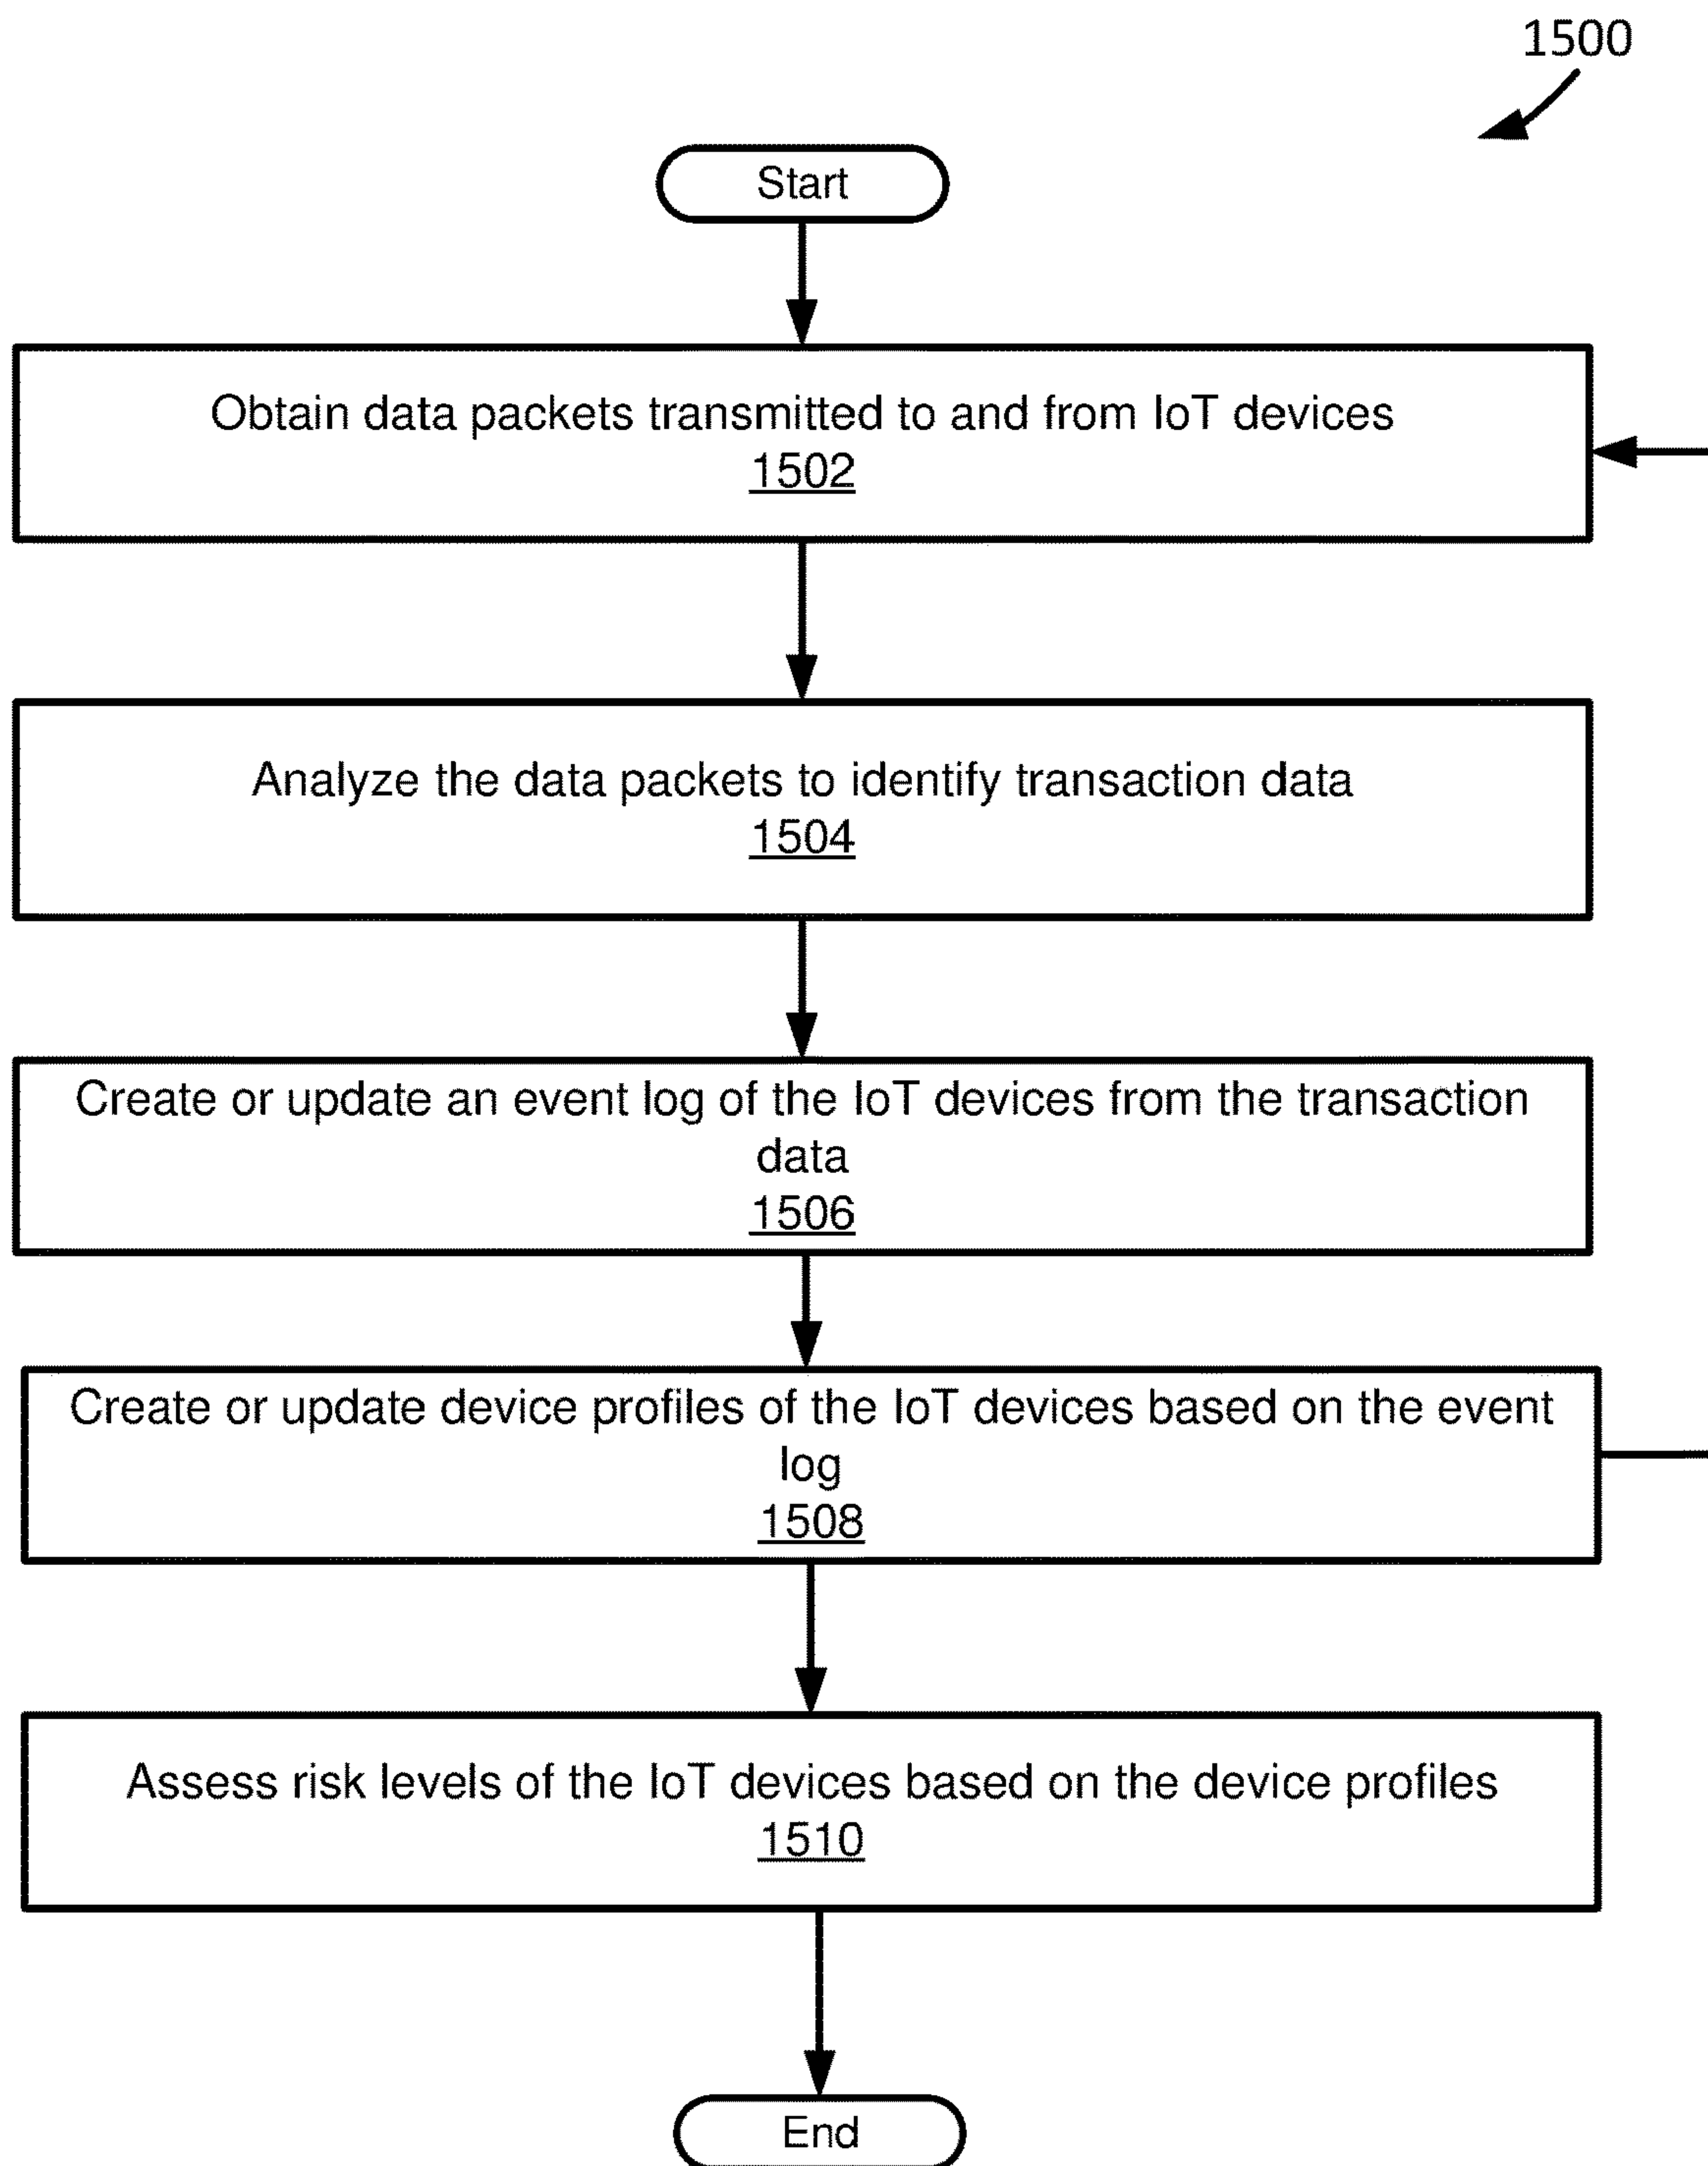 1500
Start
Obtain data packets transmitted to and from IoT devices
1502
Analyze the data packets to identify transaction data
1504
Create or update an event log of the IoT devices from the transaction
data
1506
Create or update device profiles of the IoT devices based on the event
log
1508
Assess risk levels of the IoT devices based on the device profiles
1510
End